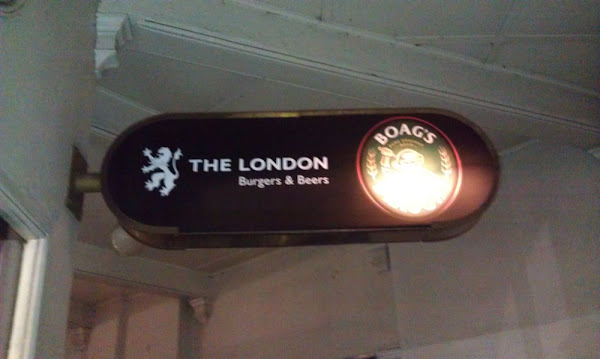 THE LONDON
Burgers & Beers
BOAG'S